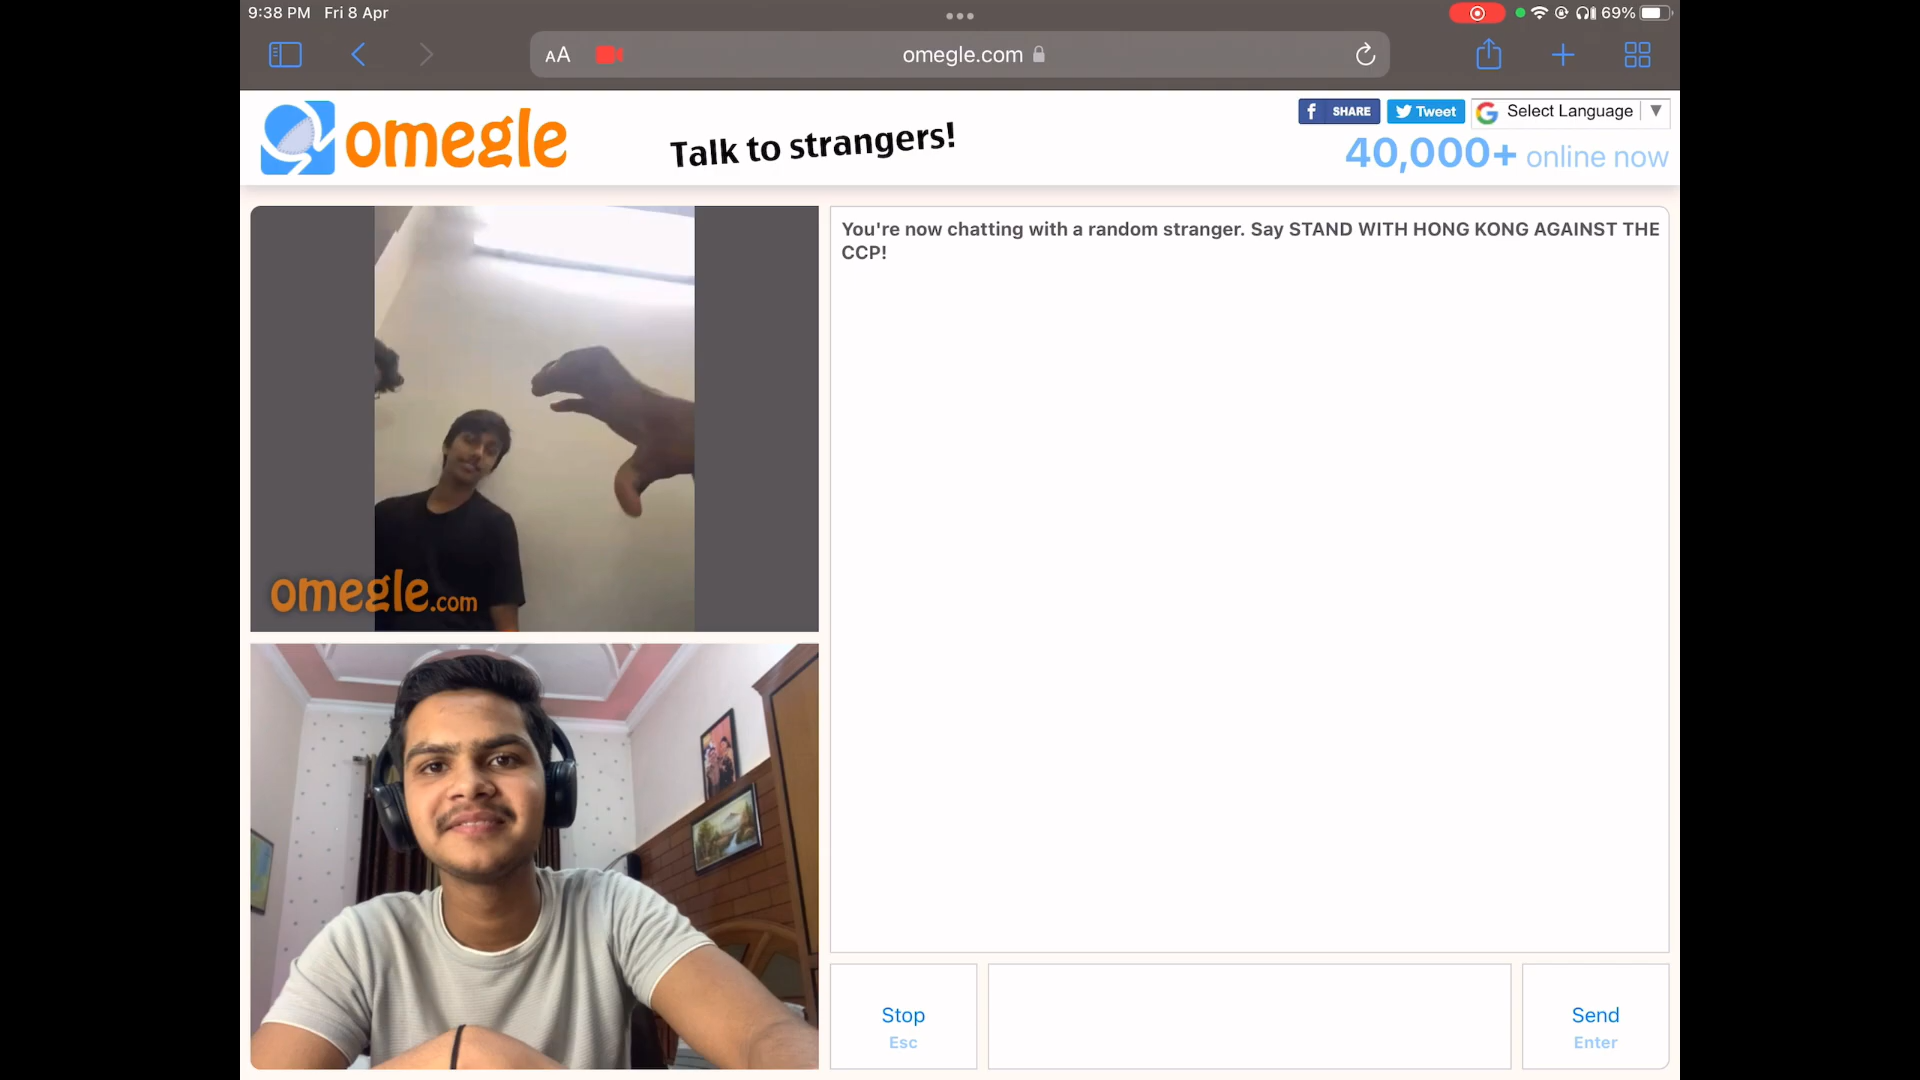 9:38 PM Fri 8 Apr
69%
AA
omegle.com
omegle
Talk to strangers!
SHARE
Tweet
Select Language
40,000+ online now
You're now chatting with a random stranger. Say STAND WITH HONG KONG AGAINST THE
CCP!
omegle.com
Stop
Esc
Send
Enter